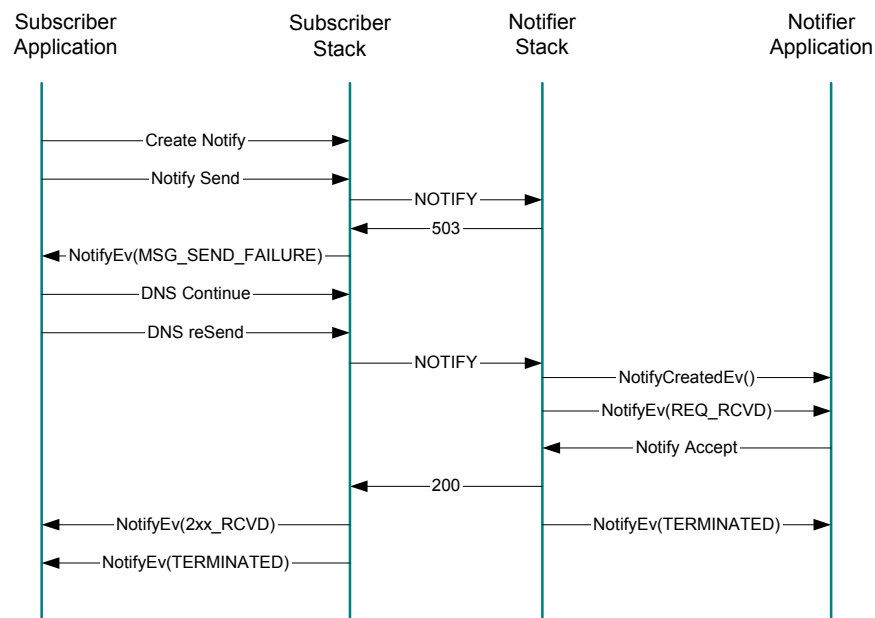 Subscriber
Application
Subscriber
Stack
Notifier
Stack
Notifier
Application
Create Notify
Notify Send
NOTIFY
503
NotifyEv(MSG_SEND_FAILURE)
DNS Continue
DNS reSend
NOTIFY
NotifyCreatedEv()
NotifyEv(REQ_RCVD)
Notify Accept
200
NotifyEv(2xx_RCVD)
NotifyEv(TERMINATED)
NotifyEv(TERMINATED)